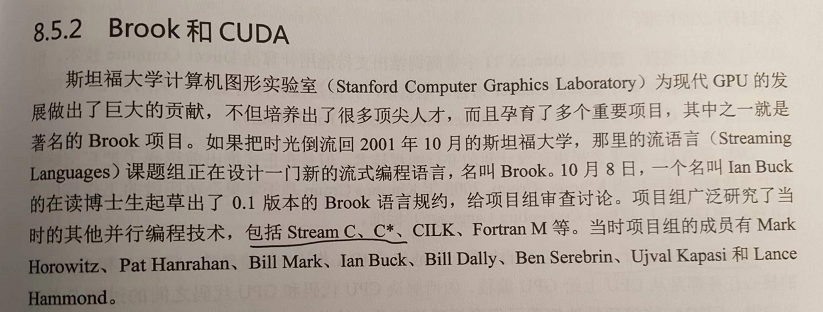 8.5.2 Brook 和 CUDA
斯坦福大学计算机图形实验室（Stanford Computer Graphics Laboratory）为现代 GPU 的发
展做出了巨大的贡献，不但培养出了很多顶尖人才，而且孕育了多个重要项目，其中之一就是
著名的 Brook 项目。如果把时光倒流回 2001 年 10 月的斯坦福大学，那里的流语言（Streaming
Languages）课题组正在设计一门新的流式编程语言，名叫 Brook。10 月 8 日，一个名叫 Ian Buck
的在读博士生起草出了 0.1 版本的 Brook 语言规约，给项目组审查讨论。项目组广泛研究了当
时的其他并行编程技术，包括 Stream C、C*、CILK、Fortran M 等。当时项目组的成员有 Mark
Horowitz、Pat Hanrahan、Bill Mark、Ian Buck、Bill Dally、Ben Serebrin、Ujval Kapasi 和 Lance
Hammond。